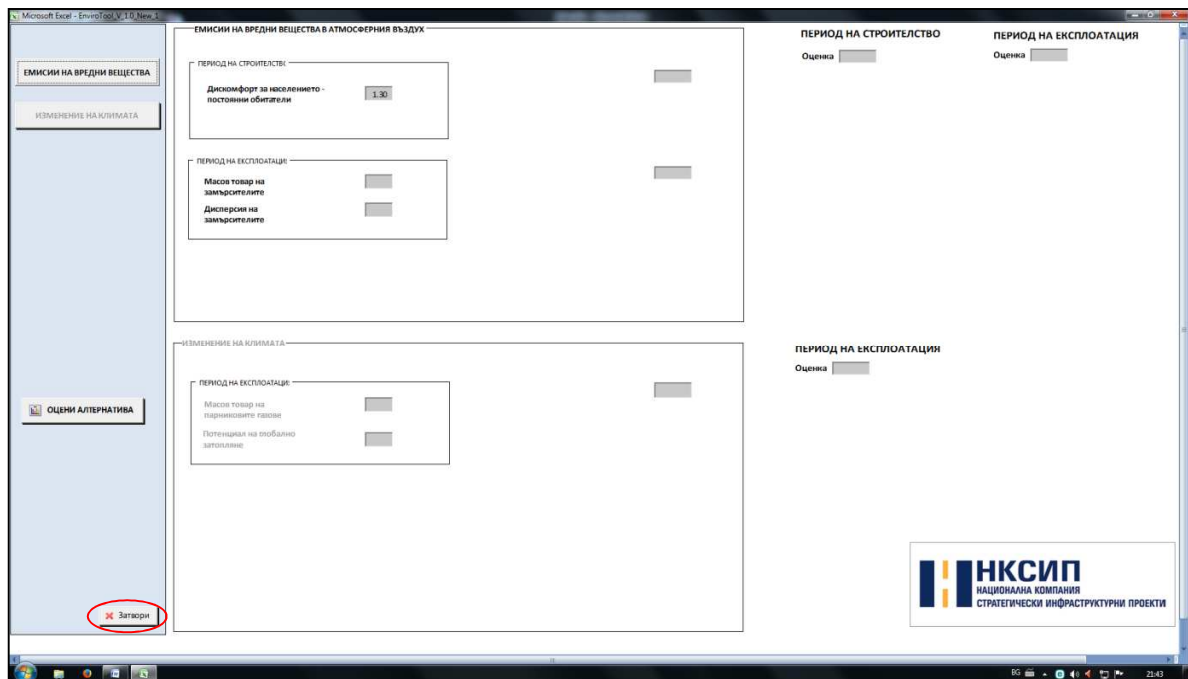 Microsoft Excel - EnviroTool_V_1.0_New_1
ЕМИСИИ НА ВРЕДНИ ВЕЩЕСТВА
ИЗМЕНЕНИЕ НА КЛИМАТА
ОЦЕНИ АЛТЕРНАТИВА
Затвори
ЕМИСИИ НА ВРЕДНИ ВЕЩЕСТВА В АТМОСФЕРНИЯ ВЪЗДУХ
ПЕРИОД НА СТРОИТЕЛСТВО
Дискомфорт за населението -
постоянни обитатели
1.30
ПЕРИОД НА ЕКСПЛОАТАЦИ
Масов товар на
замърсителите
Дисперсия на
замърсителите
ИЗМЕНЕНИЕ НА КЛИМАТА
ПЕРИОД НА ЕКСПЛОАТАЦИ
Масов товар на
парниковите газове
Потенциал на глобално
затопляне
ПЕРИОД НА СТРОИТЕЛСТВО
Оценка
ПЕРИОД НА ЕКСПЛОАТАЦИЯ
Оценка
ПЕРИОД НА ЕКСПЛОАТАЦИЯ
Оценка
НКСИП
НАЦИОНАЛНА КОМПАНИЯ
СТРАТЕГИЧЕСКИ ИНФРАСТРУКТУРНИ ПРОЕКТИ
BG
21:43